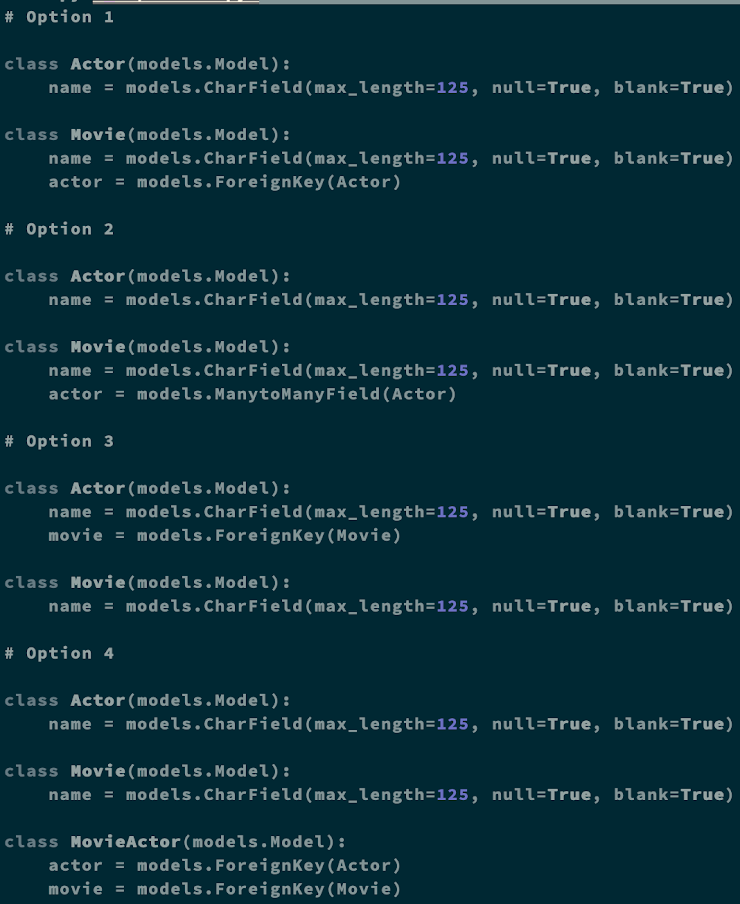 # Option 1
class Actor(models.Model):
    name = models.CharField(max_length=125, null=True, blank=True)
class Movie(models.Model):
    name = models.CharField(max_length=125, null=True, blank=True)
    actor = models.ForeignKey(Actor)
# Option 2
class Actor(models.Model):
    name = models.CharField(max_length=125, null=True, blank=True)
class Movie(models.Model):
    name = models.CharField(max_length=125, null=True, blank=True)
    actor = models.ManytoManyField(Actor)
# Option 3
class Actor(models.Model):
    name = models.CharField(max_length=125, null=True, blank=True)
    movie = models.ForeignKey(Movie)
class Movie(models.Model):
    name = models.CharField(max_length=125, null=True, blank=True)
# Option 4
class Actor(models.Model):
    name = models.CharField(max_length=125, null=True, blank=True)
class Movie(models.Model):
    name = models.CharField(max_length=125, null=True, blank=True)
class MovieActor(models.Model):
    actor = models.ForeignKey(Actor)
    movie = models.ForeignKey(Movie)